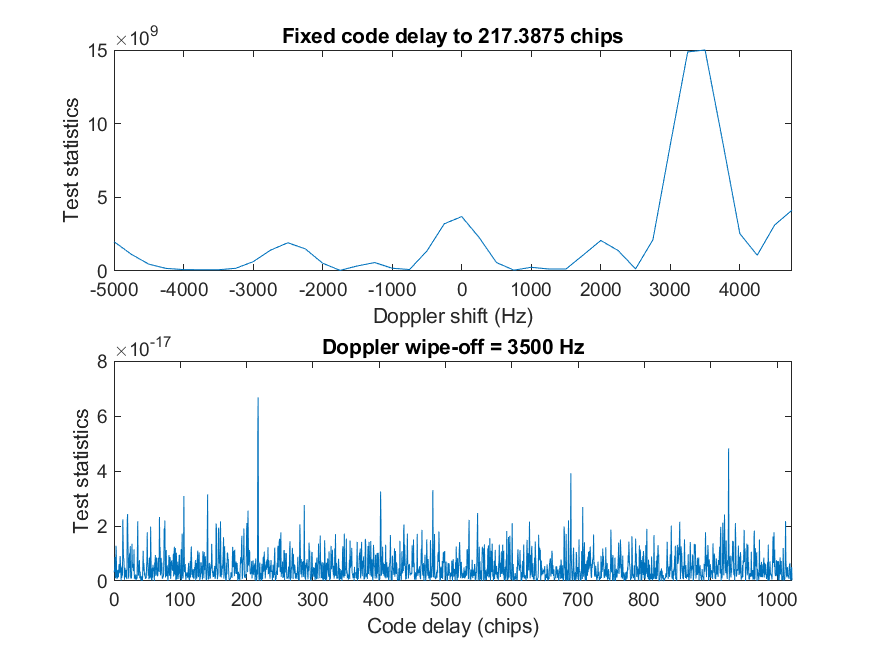 ×10^9
Fixed code delay to 217.3875 chips
15
10
5
0
Test statistics
-5000 -4000 -3000 -2000 -1000 0 1000 2000 3000 4000
Doppler shift (Hz)
×10^-17
Doppler wipe-off = 3500 Hz
8
6
4
2
0
Test statistics
0 100 200 300 400 500 600 700 800 900 1000
Code delay (chips)